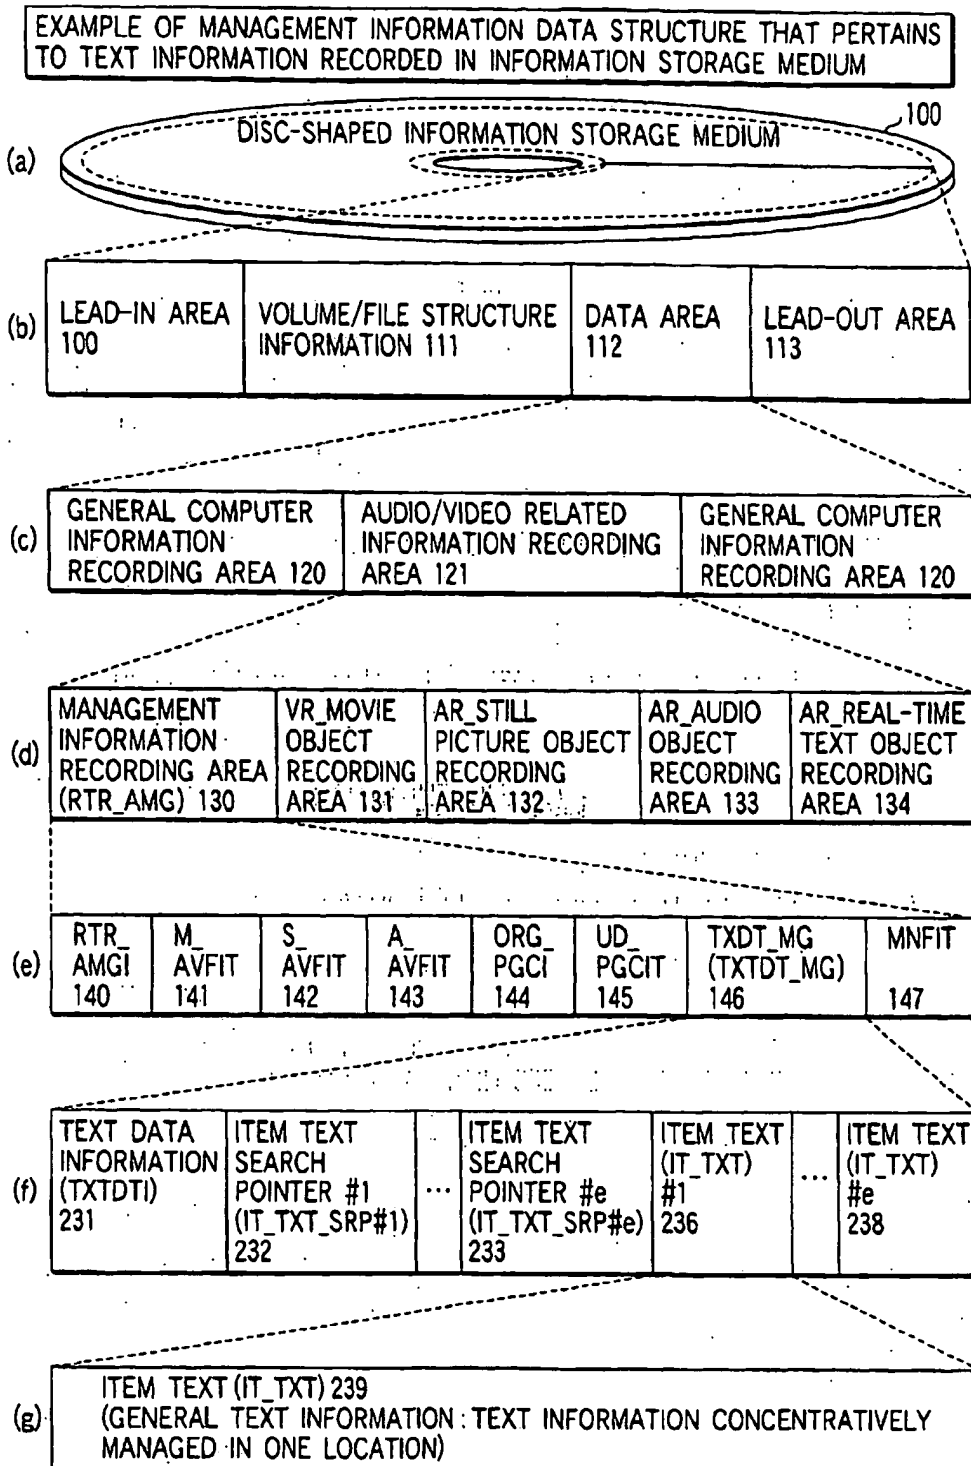 EXAMPLE OF MANAGEMENT INFORMATION DATA STRUCTURE THAT PERTAINS
TO TEXT INFORMATION RECORDED IN INFORMATION STORAGE MEDIUM
100
DISC-SHAPED INFORMATION STORAGE MEDIUM
(a)
(b)
LEAD-IN AREA
100
VOLUME/FILE STRUCTURE
INFORMATION 111
DATA AREA
112
LEAD-OUT AREA
113
(c)
GENERAL COMPUTER
INFORMATION
RECORDING AREA 120
AUDIO/VIDEO RELATED
INFORMATION RECORDING
AREA 121
GENERAL COMPUTER
INFORMATION
RECORDING AREA 120
(d)
MANAGEMENT
INFORMATION
RECORDING AREA
(RTR_AMG) 130
VR_MOVIE
OBJECT
RECORDING
AREA 131
AR_STILL
PICTURE OBJECT
RECORDING
AREA 132
AR_AUDIO
OBJECT
RECORDING
AREA 133
AR_REAL-TIME
TEXT OBJECT
RECORDING
AREA 134
(e)
RTR_
AMGI
140
M_
AVFIT
141
S_
AVFIT
142
A_
AVFIT
143
ORG_
PGCI
144
UD_
PGCIT
145
TXDT_MG
(TXTDT_MG)
146
MNFIT
147
(f)
TEXT DATA
INFORMATION
(TXTDTI)
231
ITEM TEXT
SEARCH
POINTER #1
(IT_TXT_SRP#1)
232
...
ITEM TEXT
SEARCH
POINTER #e
(IT_TXT_SRP#e)
233
ITEM TEXT
(IT_TXT)
#1
236
...
ITEM TEXT
(IT_TXT)
#e
238
(g)
ITEM TEXT (IT_TXT) 239
(GENERAL TEXT INFORMATION : TEXT INFORMATION CONCENTRATIVELY
MANAGED IN ONE LOCATION)